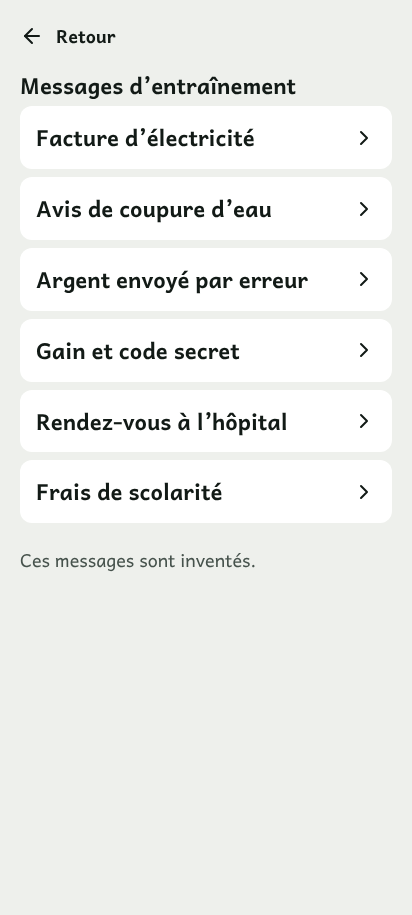 Retour
Messages d’entraînement
Facture d’électricité
Avis de coupure d’eau
Argent envoyé par erreur
Gain et code secret
Rendez-vous à l’hôpital
Frais de scolarité
Ces messages sont inventés.